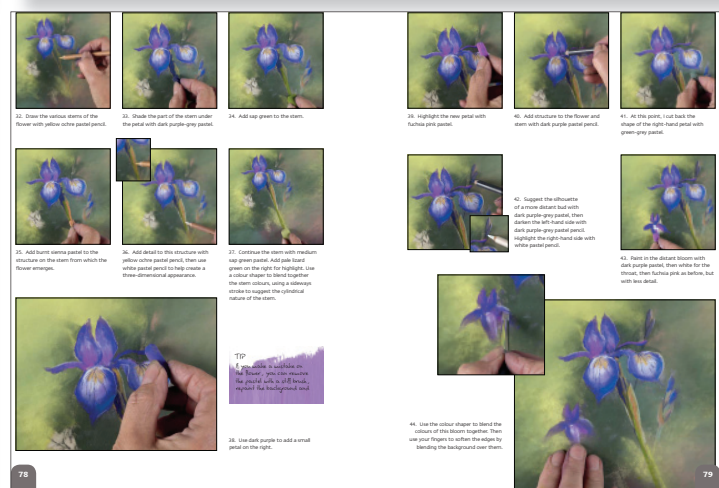 32. Draw the various stems of the
flower with yellow ochre pastel pencil.
33. Shade the part of the stem under
the petal with dark purple-grey pastel.
34. Add sap green to the stem.
35. Add burnt sienna pastel to the
structure on the stem from which the
flower emerges.
36. Add detail to this structure with
yellow ochre pastel pencil, then use
white pastel pencil to help create a
three-dimensional appearance.
37. Continue the stem with medium
sap green pastel. Add pale lizard
green on the right for highlight. Use
a colour shaper to blend together
the stem colours, using a sideways
stroke to suggest the cylindrical
nature of the stem.
TIP
If you make a mistake on
the flower, you can remove
the pastel with a stiff brush,
repaint the background and
38. Use dark purple to add a small
petal on the right.
78
39. Highlight the new petal with
fuchsia pink pastel.
40. Add structure to the flower and
stem with dark purple pastel pencil.
41. At this point, I cut back the
shape of the right-hand petal with
green-grey pastel.
42. Suggest the silhouette
of a more distant bud with
dark purple-grey pastel, then
darken the left-hand side with
dark purple-grey pastel pencil.
Highlight the right-hand side with
white pastel pencil.
43. Paint in the distant bloom with
dark purple pastel, then white for the
throat, then fuchsia pink as before, but
with less detail.
44. Use the colour shaper to blend the
colours of this bloom together. Then
use your fingers to soften the edges by
blending the background over them.
79